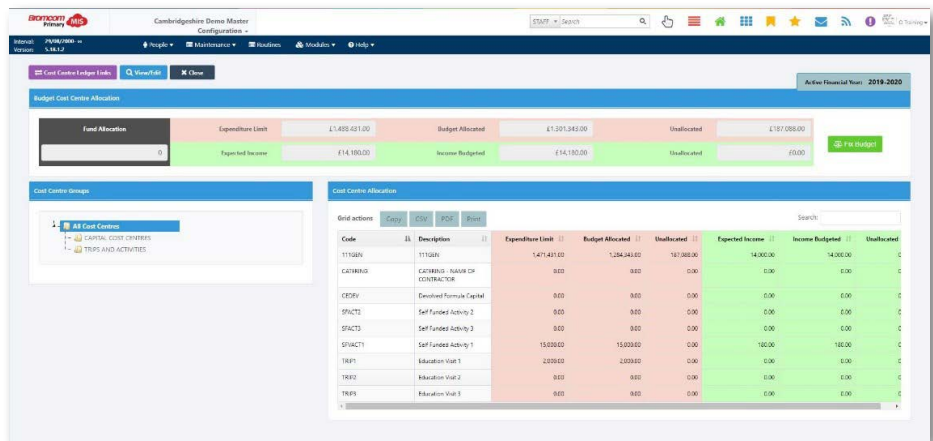 Bromcom
Primary MIS
Cambridgeshire Demo Master
Configuration
STAFF Search
Interval: 29/08/2000-
Version: 5.18.1.2
People
Maintenance
Routines
Modules
Help
Cost Centre Ledger Links
View/Edit
Close
Active Financial Year: 2019-2020
Budget Cost Centre Allocation
Fund Allocation
Expenditure Limit
Budget Allocated
£1,301,343.00
Unallocated
£187,088.00
0
Expected Income
£14,180.00
Income Budgeted
£14,180.00
Unallocated
£0.00
Fix Budget
Cost Centre Groups
All Cost Centres
CAPITAL COST CENTRES
TRIPS AND ACTIVITIES
Cost Centre Allocation
Grid actions Copy CSV PDF Print
Search:
Code Description Expenditure Limit Budget Allocated Unallocated Expected Income Income Budgeted Unallocated
111GEN 111GEN 1,471,431.00 1,284,343.00 187,088.00 14,000.00 14,000.00
CATERING CATERING - NAME OF CONTRACTOR 0.00 0.00 0.00 0.00 0.00
CEDEV Devolved Formula Capital 0.00 0.00 0.00 0.00 0.00
SFACT2 Self Funded Activity 2 0.00 0.00 0.00 0.00 0.00
SFACT3 Self Funded Activity 3 0.00 0.00 0.00 0.00 0.00
SFVACT1 Self Funded Activity 1 15,000.00 15,000.00 0.00 180.00 180.00
TRIP1 Education Visit 1 2,000.00 2,000.00 0.00 0.00 0.00
TRIP2 Education Visit 2 0.00 0.00 0.00 0.00 0.00
TRIP3 Education Visit 3 0.00 0.00 0.00 0.00 0.00